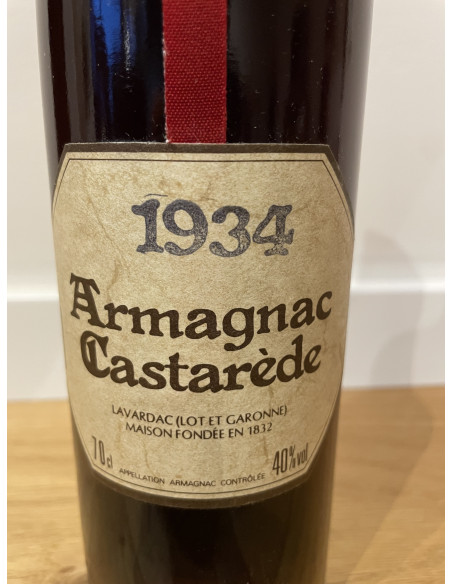 1934
Armagnac
Castarède
LAVARDAC (LOT ET GARONNE)
MAISON FONDÉE EN 1832
70cl 40%vol
APPELLATION ARMAGNAC CONTRÔLÉE